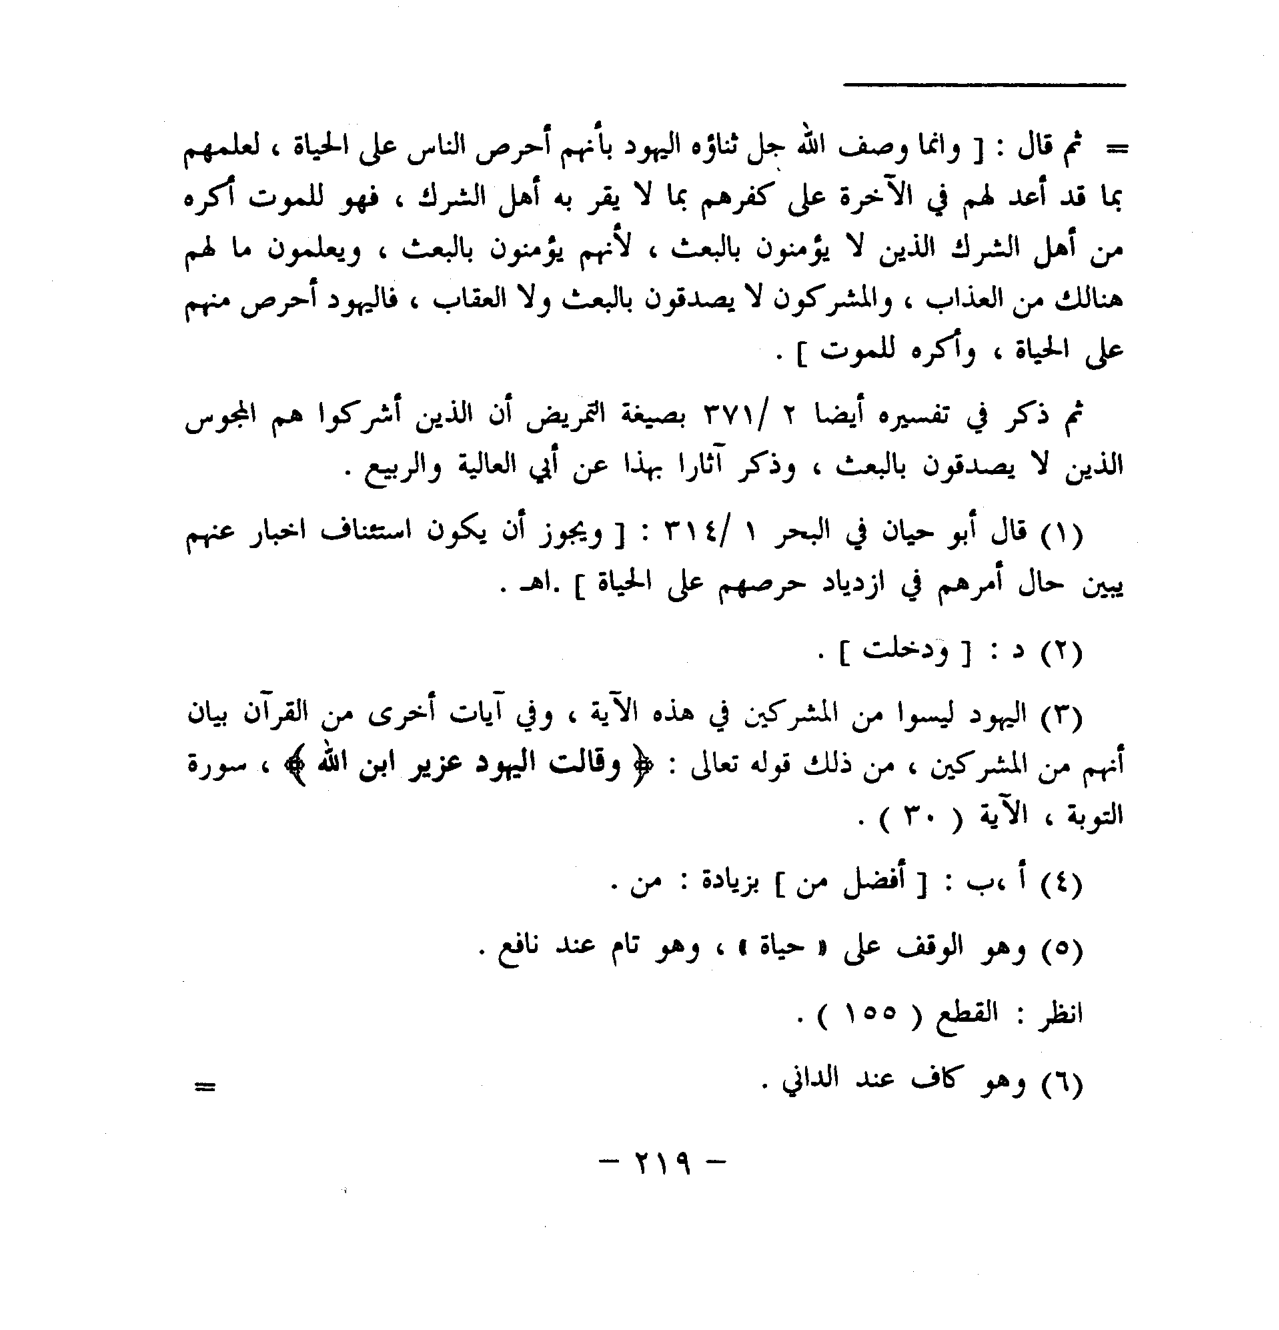 = ثم قال : [ وانما وصف الله جل ثناؤه اليهود بأنهم أحرص الناس على الحياة ، لعلمهم
بما قد أعد لهم في الآخرة على كفرهم بما لا يقر به أهل الشرك ، فهو للموت أكره
من أهل الشرك الذين لا يؤمنون بالبعث ، لأنهم يؤمنون بالبعث ، ويعلمون ما لهم
هنالك من العذاب ، والمشركون لا يصدقون بالبعث ولا العقاب ، فاليهود أحرص منهم
على الحياة ، وأكره للموت ] .
ثم ذكر في تفسيره أيضا ٢ /٣٧١ بصيغة التمريض أن الذين أشركوا هم المجوس
الذين لا يصدقون بالبعث ، وذكر آثارا بهذا عن أبي العالية والربيع .
(١) قال أبو حيان في البحر ١ /٣١٤ : [ ويجوز أن يكون استئناف اخبار عنهم
يبين حال أمرهم في ازدياد حرصهم على الحياة ] .اهـ .
(٢) د : [ ودخلت ] .
(٣) اليهود ليسوا من المشركين في هذه الآية ، وفي آيات أخرى من القرآن بيان
أنهم من المشركين ، من ذلك قوله تعالى : ﴿ وقالت اليهود عزير ابن الله ﴾ ، سورة
التوبة ، الآية ( ٣٠ ) .
(٤) أ ،ب : [ أفضل من ] بزيادة : من .
(٥) وهو الوقف على « حياة » ، وهو تام عند نافع .
انظر : القطع ( ١٥٥ ) .
(٦) وهو كاف عند الداني .
=
– ٢١٩ –